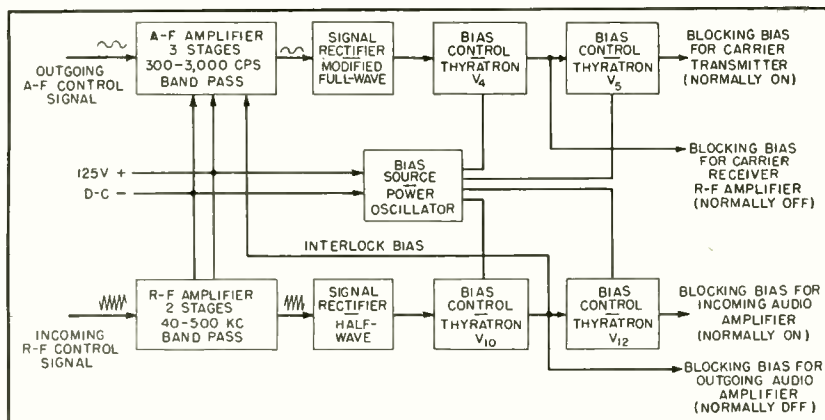 OUTGOING
A-F CONTROL
SIGNAL
A-F AMPLIFIER
3 STAGES
300-3,000 CPS
BAND PASS
SIGNAL
RECTIFIER
MODIFIED
FULL-WAVE
BIAS
CONTROL
THYRATRON
V4
BIAS
CONTROL
THYRATRON
V5
BLOCKING BIAS
FOR CARRIER
TRANSMITTER
(NORMALLY ON)
BLOCKING BIAS
FOR CARRIER
RECEIVER
R-F AMPLIFIER
(NORMALLY OFF)
125V +
D-C -
BIAS
SOURCE
POWER
OSCILLATOR
INTERLOCK BIAS
INCOMING
R-F CONTROL
SIGNAL
R-F AMPLIFIER
2 STAGES
40-500 KC
BAND PASS
SIGNAL
RECTIFIER
HALF-
WAVE
BIAS
CONTROL
THYRATRON
V10
BIAS
CONTROL
THYRATRON
V12
BLOCKING BIAS FOR
INCOMING AUDIO
AMPLIFIER
(NORMALLY ON)
BLOCKING BIAS FOR
OUTGOING AUDIO
AMPLIFIER
(NORMALLY OFF)